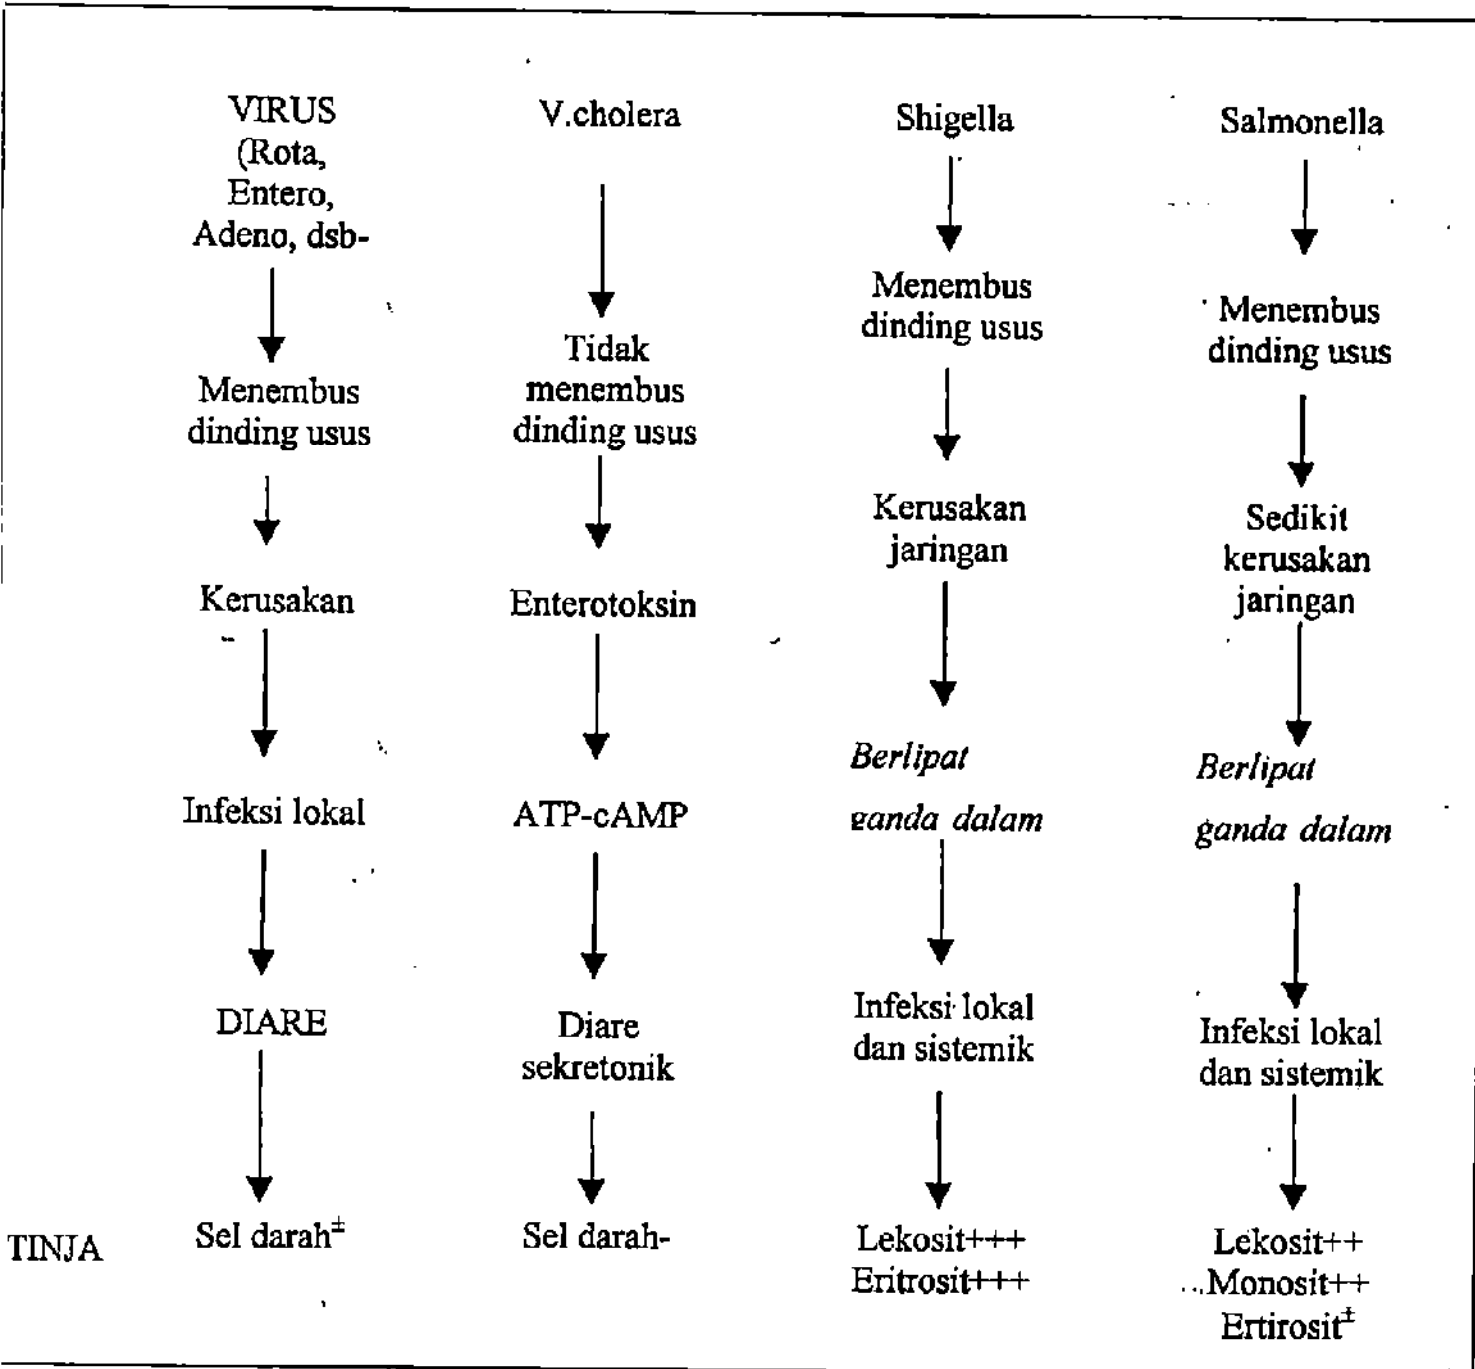 VIRUS
(Rota,
Entero,
Adeno, dsb-
Menembus
dinding usus
Kerusakan
Infeksi lokal
DIARE
Sel darah±
V.cholera
Tidak
menembus
dinding usus
Enterotoksin
ATP-cAMP
Diare
sekretonik
Sel darah-
Shigella
Menembus
dinding usus
Kerusakan
jaringan
Berlipat
ganda dalam
Infeksi lokal
dan sistemik
Lekosit+++
Eritrosit+++
Salmonella
Menembus
dinding usus
Sedikit
kerusakan
jaringan
Berlipat
ganda dalam
Infeksi lokal
dan sistemik
Lekosit++
Monosit++
Ertirosit±
TINJA